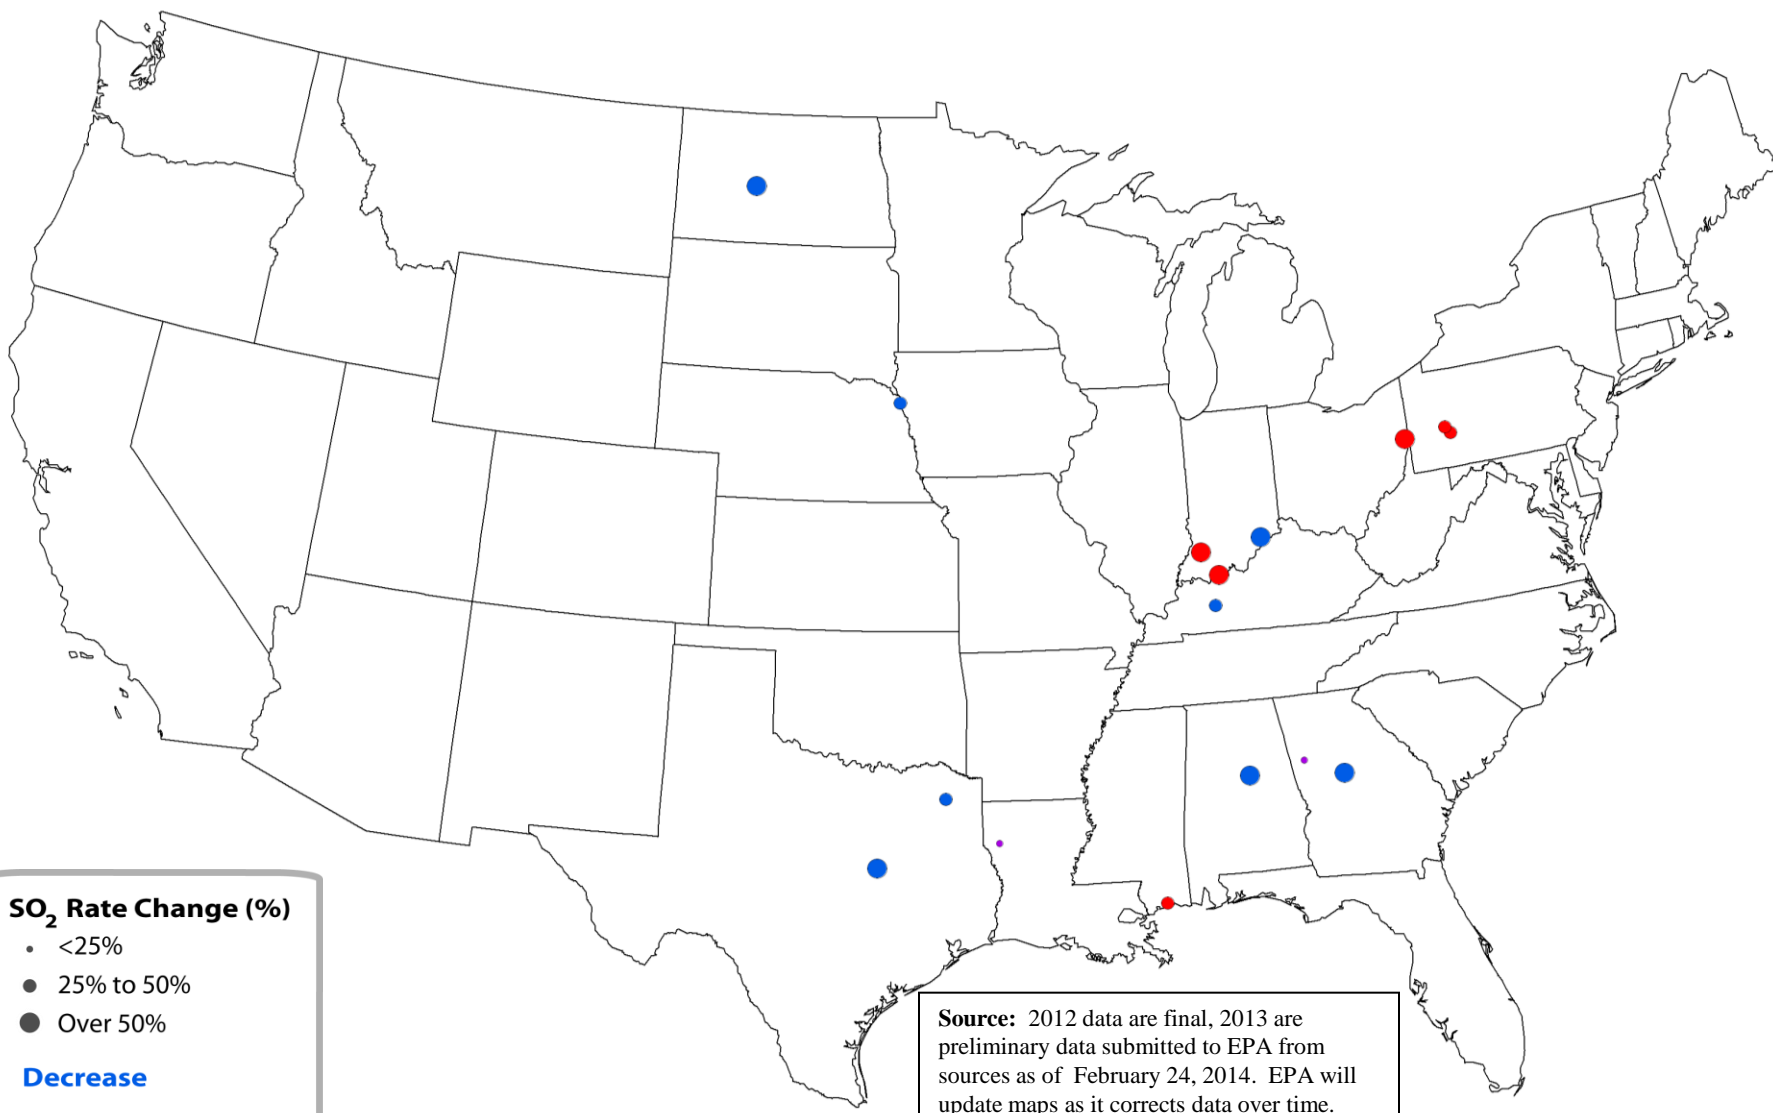 SO2 Rate Change (%)
<25%
25% to 50%
Over 50%
Decrease
Source: 2012 data are final, 2013 are
preliminary data submitted to EPA from
sources as of February 24, 2014. EPA will
update maps as it corrects data over time.